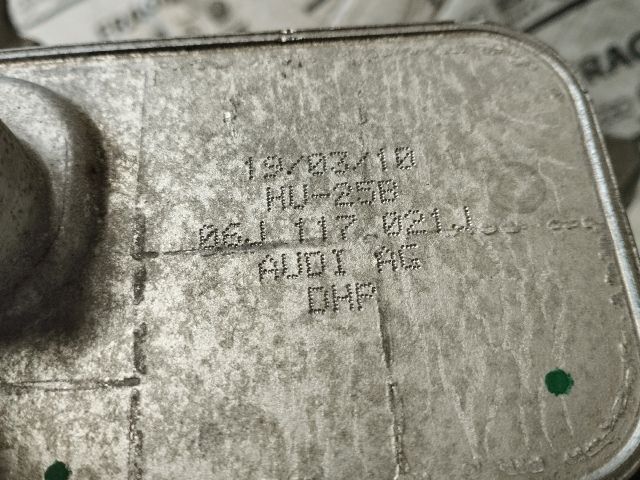 19/03/10
HU-25B
06J 117.021J
AUDI AG
DHP